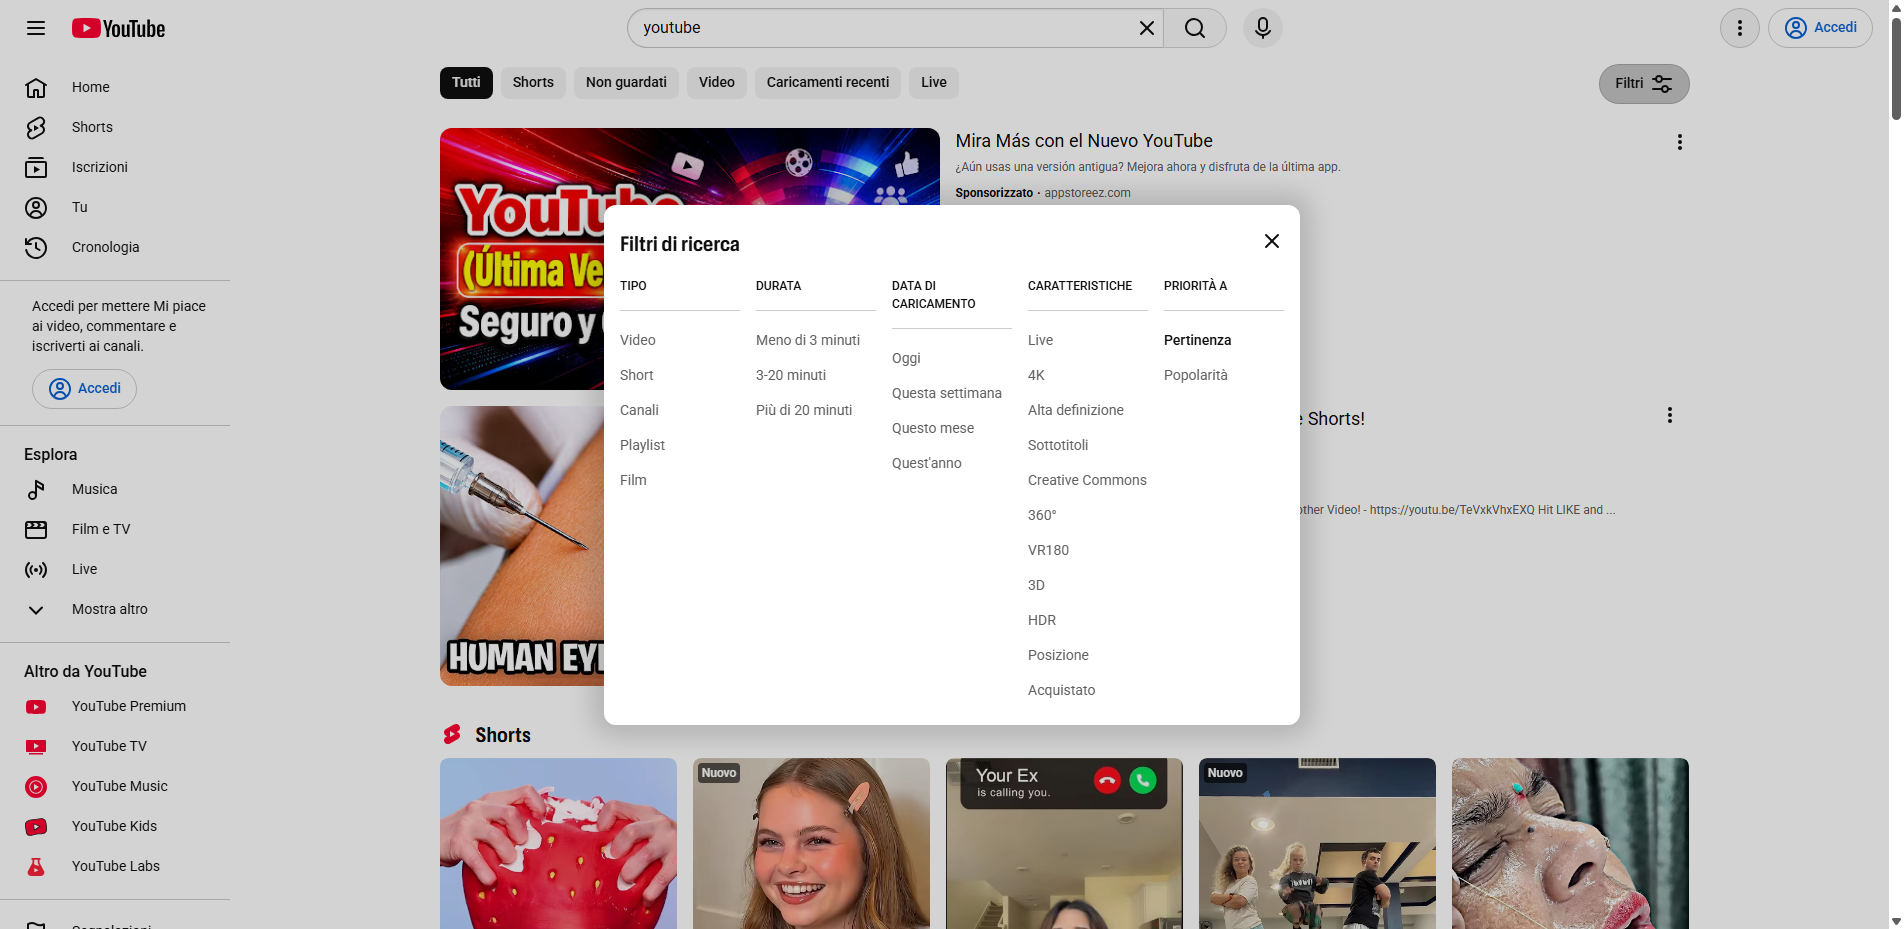 YouTube
youtube
Accedi
Home
Shorts
Iscrizioni
Tu
Cronologia
Accedi per mettere Mi piace
ai video, commentare e
iscriverti ai canali.
Accedi
Esplora
Musica
Film e TV
Live
Mostra altro
Altro da YouTube
YouTube Premium
YouTube TV
YouTube Music
YouTube Kids
YouTube Labs
Tutti Shorts Non guardati Video Caricamenti recenti Live
Filtri
Mira Más con el Nuevo YouTube
¿Aún usas una versión antigua? Mejora ahora y disfruta de la última app.
Sponsorizzato · appstoreez.com
YouTube
(Última
Seguro y
Filtri di ricerca
TIPO
Video
Short
Canali
Playlist
Film
DURATA
Meno di 3 minuti
3-20 minuti
Più di 20 minuti
DATA DI
CARICAMENTO
Oggi
Questa settimana
Questo mese
Quest'anno
CARATTERISTICHE
Live
4K
Alta definizione
Sottotitoli
Creative Commons
360°
VR180
3D
HDR
Posizione
Acquistato
PRIORITÀ A
Pertinenza
Popolarità
Shorts!
Video! - https://youtu.be/TeVxkVhxEXQ Hit LIKE and ...
HUMAN
Shorts
Nuovo
Your Ex
is calling you.
Nuovo